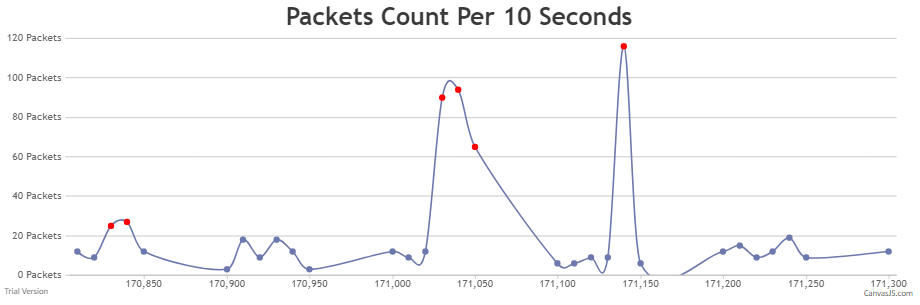 Packets Count Per 10 Seconds
120 Packets
100 Packets
80 Packets
60 Packets
40 Packets
20 Packets
0 Packets
170,850 170,900 170,950 171,000 171,050 171,100 171,150 171,200 171,250 171,300
Trial Version
CanvasJS.com